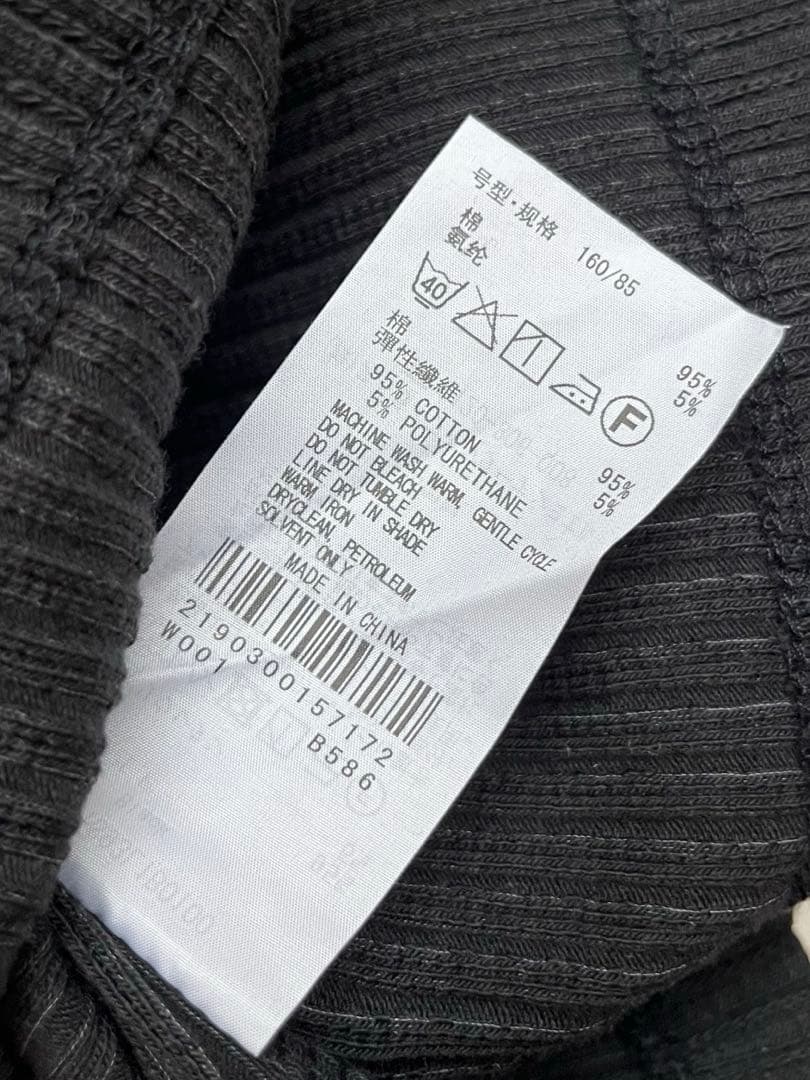 号型·规格 160/85
棉 95%
氨纶 5%
40 F
棉 95%
彈性纖維 5%
95% COTTON
5% POLYURETHANE
MACHINE WASH WARM, GENTLE CYCLE
DO NOT BLEACH
DO NOT TUMBLE DRY
LINE DRY IN SHADE
WARM IRON
DRYCLEAN, PETROLEUM
SOLVENT ONLY
MADE IN CHINA
2190300157172
W001 B586